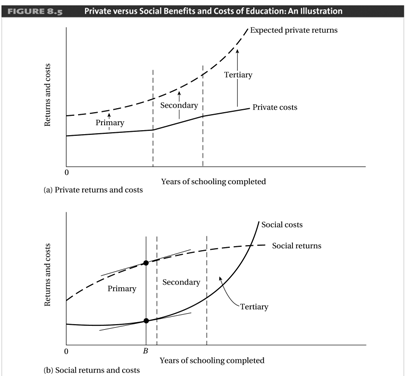 FIGURE 8.5 Private versus Social Benefits and Costs of Education: An Illustration
Expected private returns
Tertiary
Secondary
Private costs
Primary
Returns and costs
0
Years of schooling completed
(a) Private returns and costs
Social costs
Social returns
Primary
Secondary
Tertiary
Returns and costs
0
B
Years of schooling completed
(b) Social returns and costs